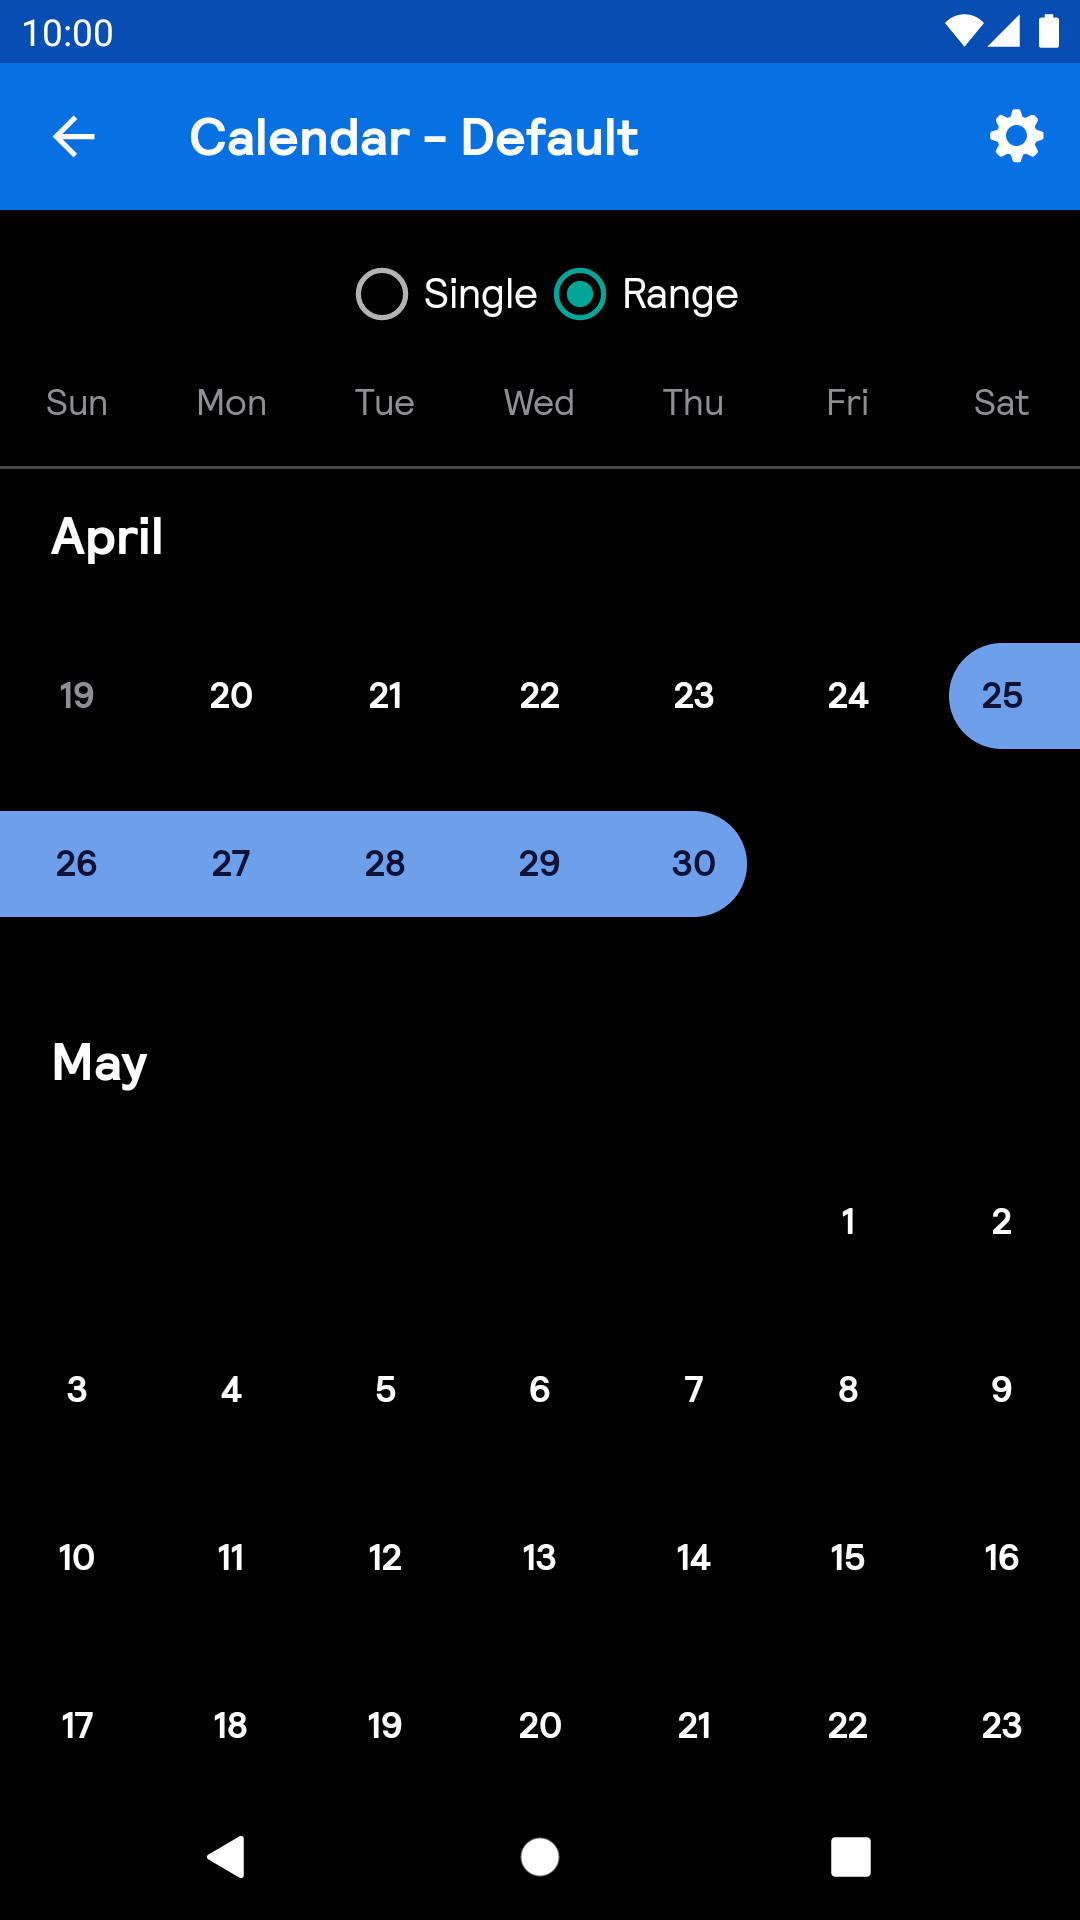 10:00
Calendar - Default
Single Range
Sun Mon Tue Wed Thu Fri Sat
April
19 20 21 22 23 24 25
26 27 28 29 30
May
1 2
3 4 5 6 7 8 9
10 11 12 13 14 15 16
17 18 19 20 21 22 23